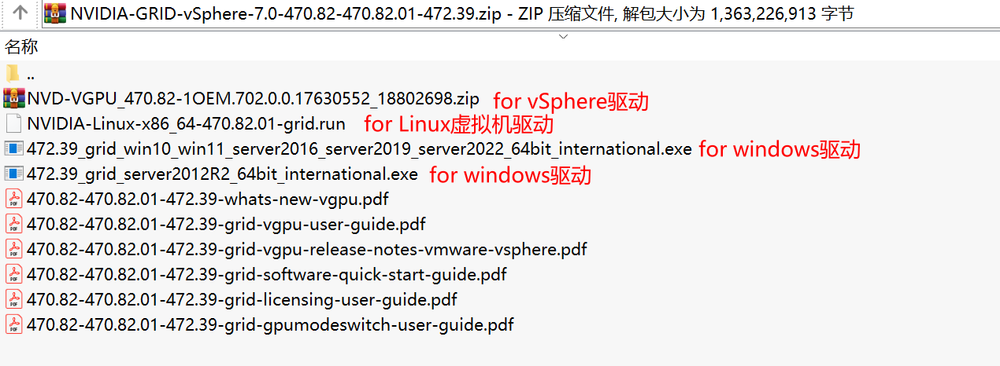 NVIDIA-GRID-vSphere-7.0-470.82-470.82.01-472.39.zip - ZIP 压缩文件, 解包大小为 1,363,226,913 字节
名称
..
NVD-VGPU_470.82-1OEM.702.0.0.17630552_18802698.zip for vSphere驱动
NVIDIA-Linux-x86_64-470.82.01-grid.run for Linux虚拟机驱动
472.39_grid_win10_win11_server2016_server2019_server2022_64bit_international.exe for windows驱动
472.39_grid_server2012R2_64bit_international.exe for windows驱动
470.82-470.82.01-472.39-whats-new-vgpu.pdf
470.82-470.82.01-472.39-grid-vgpu-user-guide.pdf
470.82-470.82.01-472.39-grid-vgpu-release-notes-vmware-vsphere.pdf
470.82-470.82.01-472.39-grid-software-quick-start-guide.pdf
470.82-470.82.01-472.39-grid-licensing-user-guide.pdf
470.82-470.82.01-472.39-grid-gpumodeswitch-user-guide.pdf